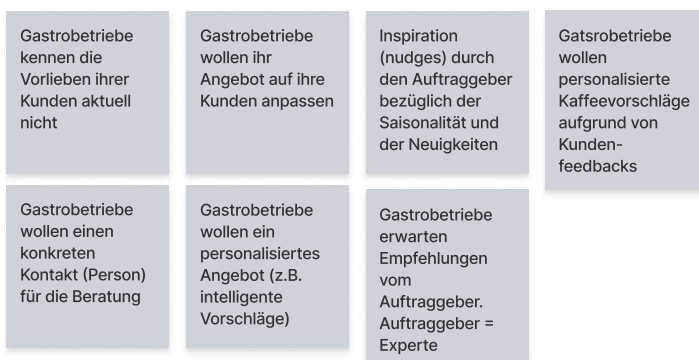 Gastrobetriebe
kennen die
Vorlieben ihrer
Kunden aktuell
nicht
Gastrobetriebe
wollen ihr
Angebot auf ihre
Kunden anpassen
Inspiration
(nudges) durch
den Auftraggeber
bezüglich der
Saisonalität und
der Neuigkeiten
Gatsrobetriebe
wollen
personalisierte
Kaffeevorschläge
aufgrund von
Kunden-
feedbacks
Gastrobetriebe
wollen einen
konkreten
Kontakt (Person)
für die Beratung
Gastrobetriebe
wollen ein
personalisiertes
Angebot (z.B.
intelligente
Vorschläge)
Gastrobetriebe
erwarten
Empfehlungen
vom
Auftraggeber.
Auftraggeber =
Experte